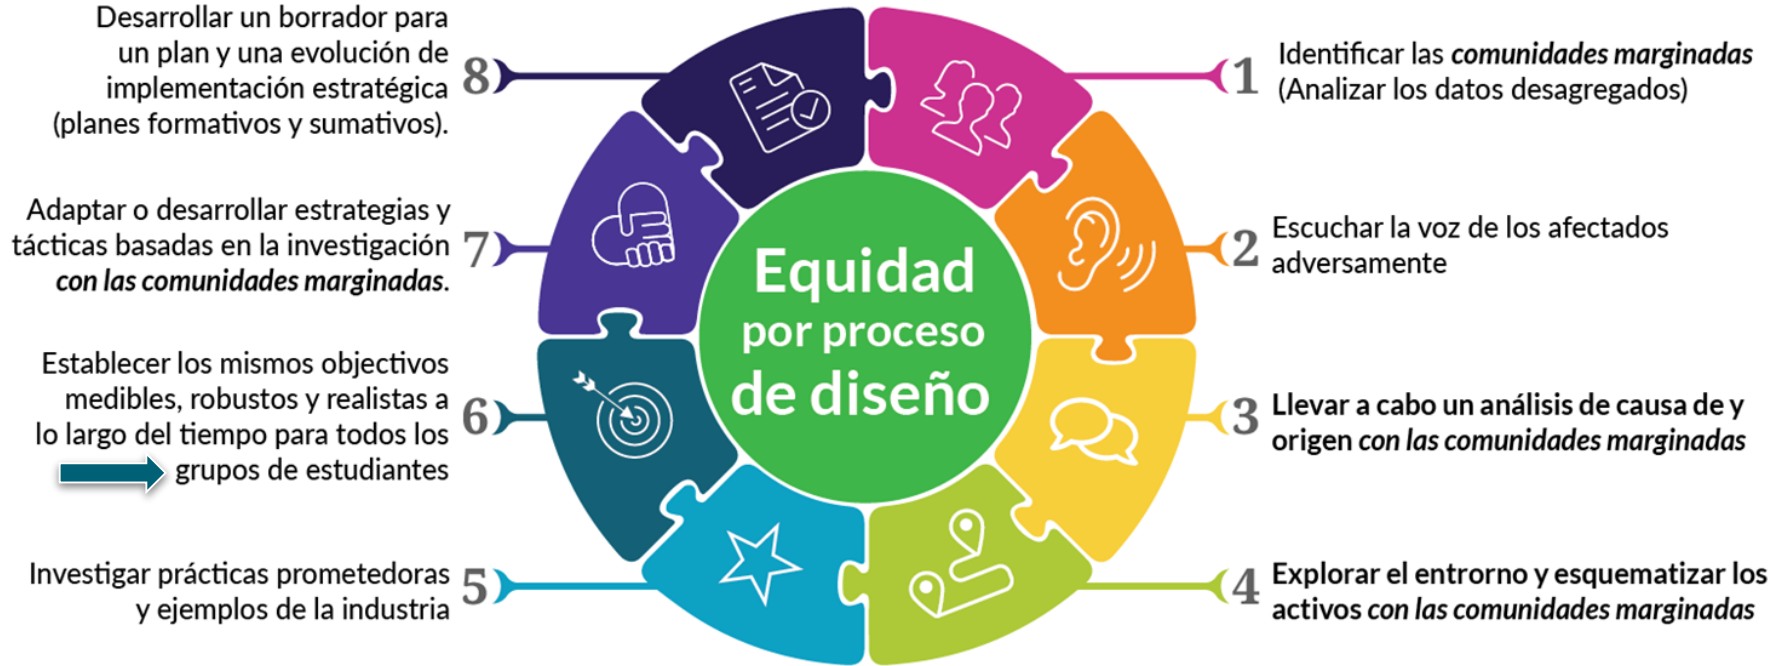 Equidad
por proceso
de diseño
1
Identificar las comunidades marginadas
(Analizar los datos desagregados)
2
Escuchar la voz de los afectados
adversamente
3
Llevar a cabo un análisis de causa de y
origen con las comunidades marginadas
4
Explorar el entrorno y esquematizar los
activos con las comunidades marginadas
5
Investigar prácticas prometedoras
y ejemplos de la industria
6
Establecer los mismos objectivos
medibles, robustos y realistas a
lo largo del tiempo para todos los
grupos de estudiantes
7
Adaptar o desarrollar estrategias y
tácticas basadas en la investigación
con las comunidades marginadas.
8
Desarrollar un borrador para
un plan y una evolución de
implementación estratégica
(planes formativos y sumativos).